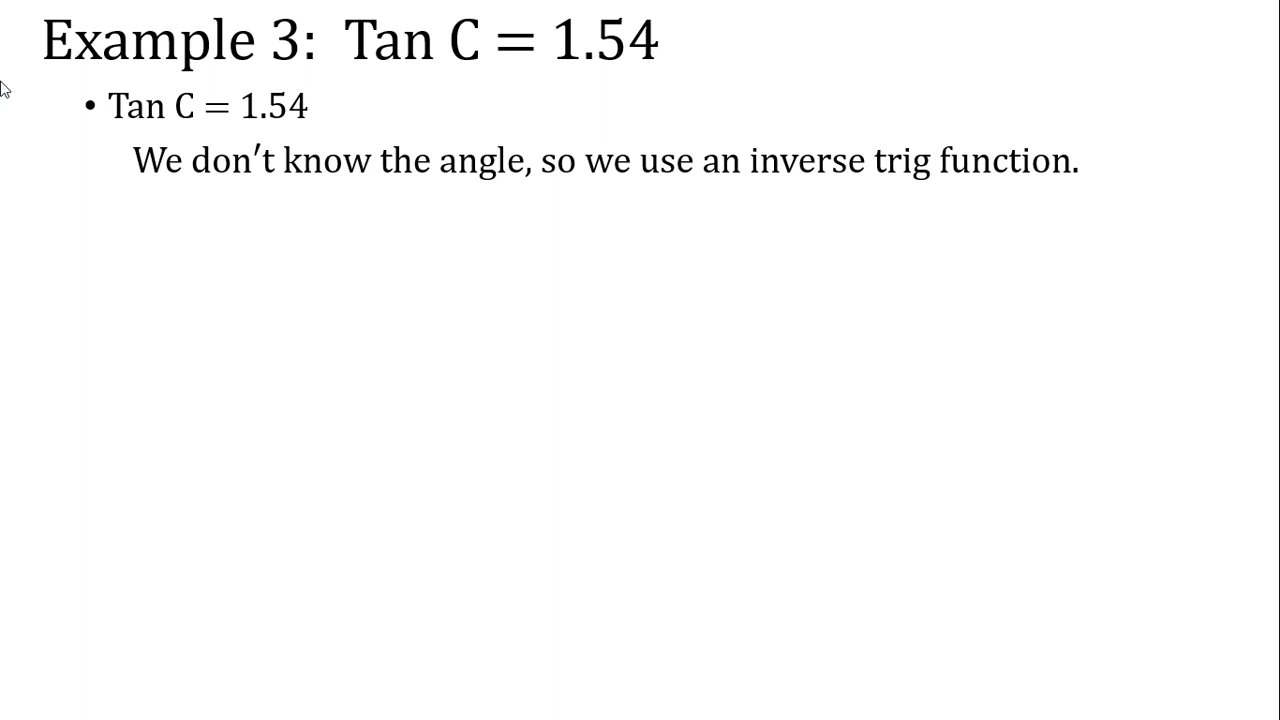 Example 3:  Tan C = 1.54
• Tan C = 1.54
We don′t know the angle, so we use an inverse trig function.